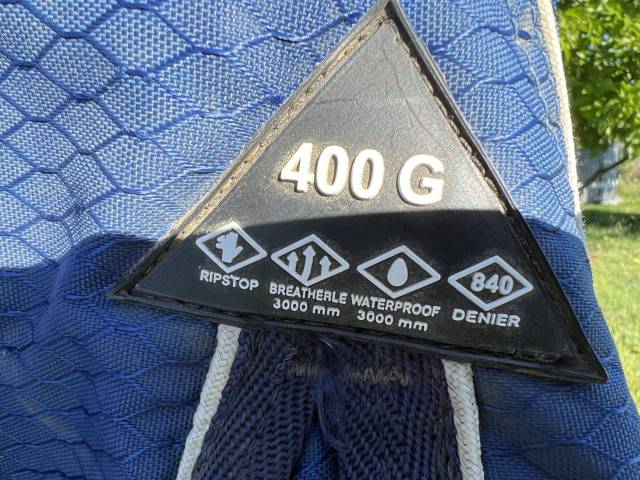 400 G
840
RIPSTOP BREATHERLE WATERPROOF DENIER
3000 mm 3000 mm